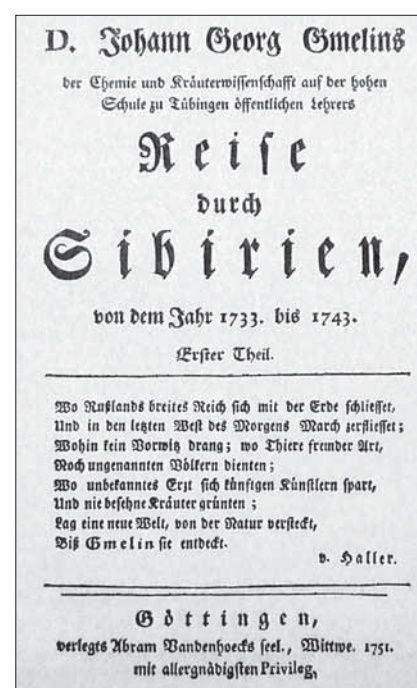 D. Johann Georg Gmelins
der Chemie und Kräuterwissenschafft auf der hohen
Schule zu Tübingen öffentlichen Lehrers
Reise
durch
Sibirien,
von dem Jahr 1733. bis 1743.
Erster Theil.
Wo Rußlands breites Reich sich mit der Erde schliesset,
Und in den letzten West des Morgens March zerfliesset;
Wohin kein Vorwitz drang; wo Thiere fremder Art,
Noch ungenannten Völkern dienten;
Wo unbekanntes Erzt sich künftgen Künstlern spart,
Und nie besehne Kräuter grünten;
Lag eine neue Welt, von der Natur versteckt,
Biß Gmelin sie entdeckt.
v. Haller.
Göttingen,
verlegts Abram Vandenhoecks seel., Wittwe. 1751.
mit allergnädigsten Privileg,